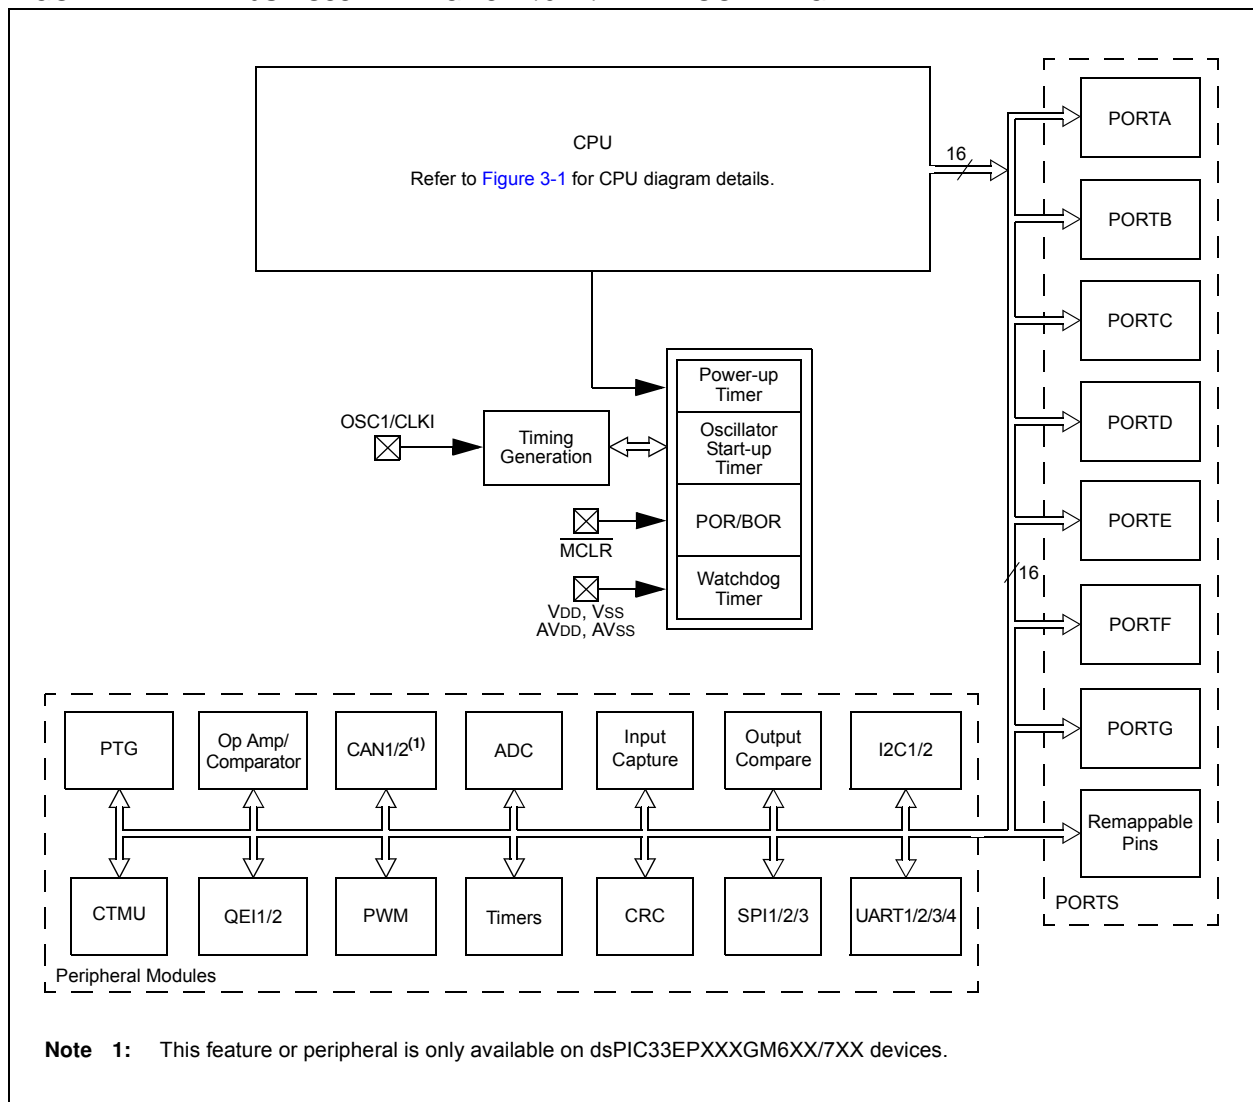 CPU
Refer to Figure 3-1 for CPU diagram details.
16
PORTA
PORTB
PORTC
PORTD
PORTE
16
PORTF
PORTG
Remappable
Pins
PORTS
Power-up
Timer
OSC1/CLKI
Timing
Generation
Oscillator
Start-up
Timer
POR/BOR
MCLR
Watchdog
Timer
VDD, VSS
AVDD, AVSS
PTG
Op Amp/
Comparator
CAN1/2(1)
ADC
Input
Capture
Output
Compare
I2C1/2
CTMU
QEI1/2
PWM
Timers
CRC
SPI1/2/3
UART1/2/3/4
Peripheral Modules
Note 1: This feature or peripheral is only available on dsPIC33EPXXXGM6XX/7XX devices.